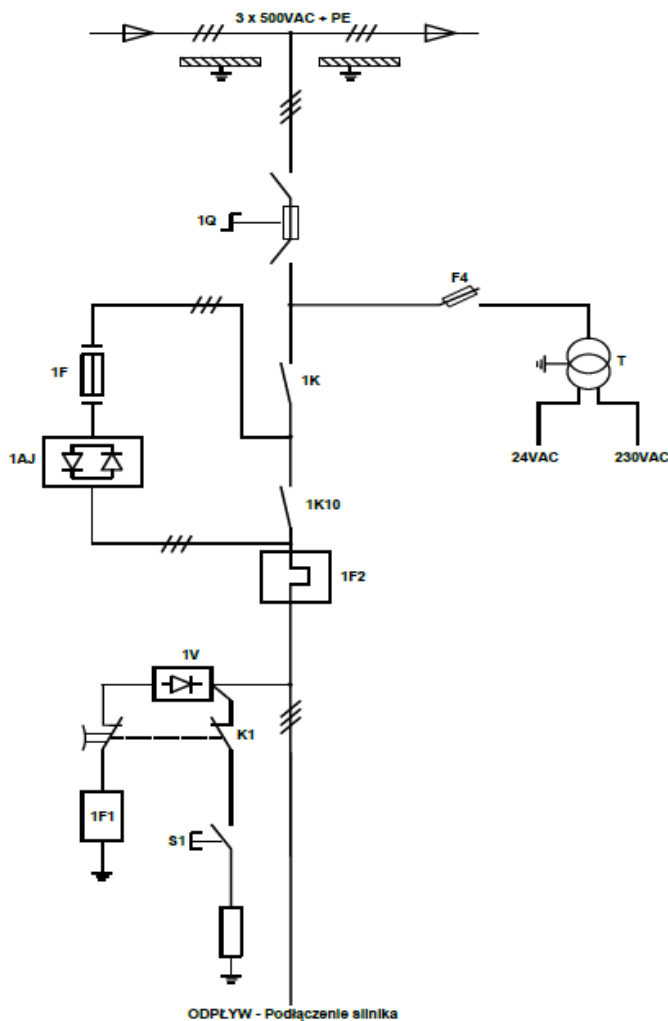 3 x 500VAC + PE
1Q
F4
1F
1K
T
1AJ
24VAC
230VAC
1K10
1F2
1V
K1
1F1
S1
ODPŁYW - Podłączenie silnika